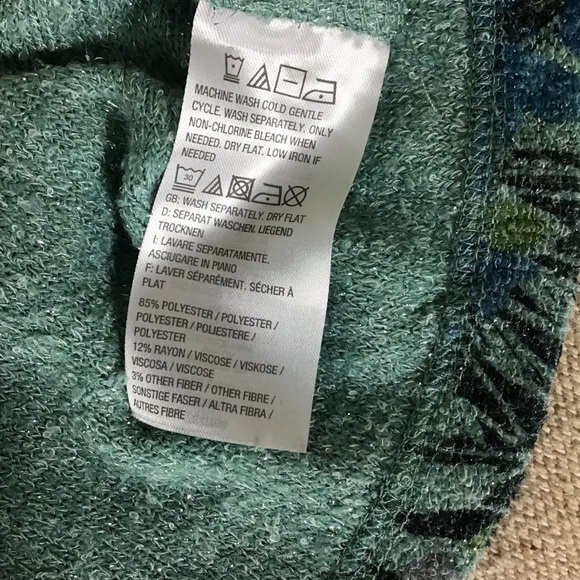 MACHINE WASH COLD GENTLE
CYCLE. WASH SEPARATELY. ONLY
NON-CHLORINE BLEACH WHEN
NEEDED. DRY FLAT. LOW IRON IF
NEEDED
30
GB: WASH SEPARATELY. DRY FLAT
D: SEPARAT WASCHEN. LIEGEND
TROCKNEN
I: LAVARE SEPARATAMENTE.
ASCIUGARE IN PIANO
F: LAVER SÉPARÉMENT. SÉCHER À
PLAT
85% POLYESTER / POLYESTER /
POLYESTER / POLIESTERE /
POLYESTER
12% RAYON / VISCOSE / VISKOSE /
VISCOSA / VISCOSE
3% OTHER FIBER / OTHER FIBRE /
SONSTIGE FASER / ALTRA FIBRA /
AUTRES FIBRE